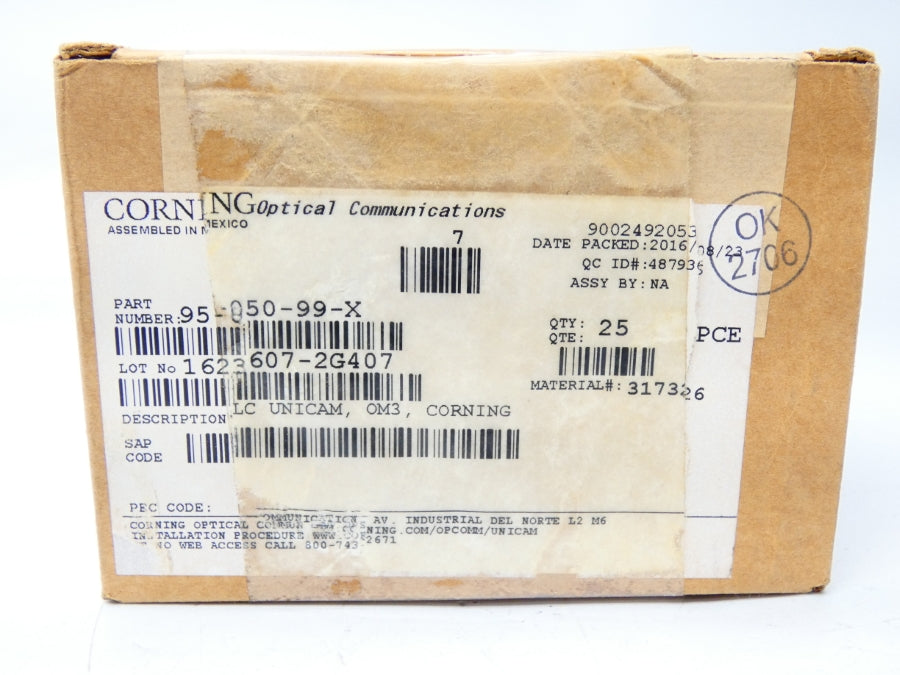 CORNING Optical Communications
ASSEMBLED IN MEXICO
7
9002492053
DATE PACKED:2016/08/23
QC ID#:487936
ASSY BY:NA
OK
2706
PART
NUMBER:95-050-99-X
QTY: 25 PCE
QTE:
LOT No 1623607-2G407
MATERIAL#:317326
DESCRIPTION LC UNICAM, OM3, CORNING
SAP
CODE
PEC CODE:
CORNING OPTICAL COMMUNICATIONS, AV. INDUSTRIAL DEL NORTE L2 M6
INSTALLATION PROCEDURE WWW.CORNING.COM/OPCOMM/UNICAM
NO WEB ACCESS CALL 800-743-2671